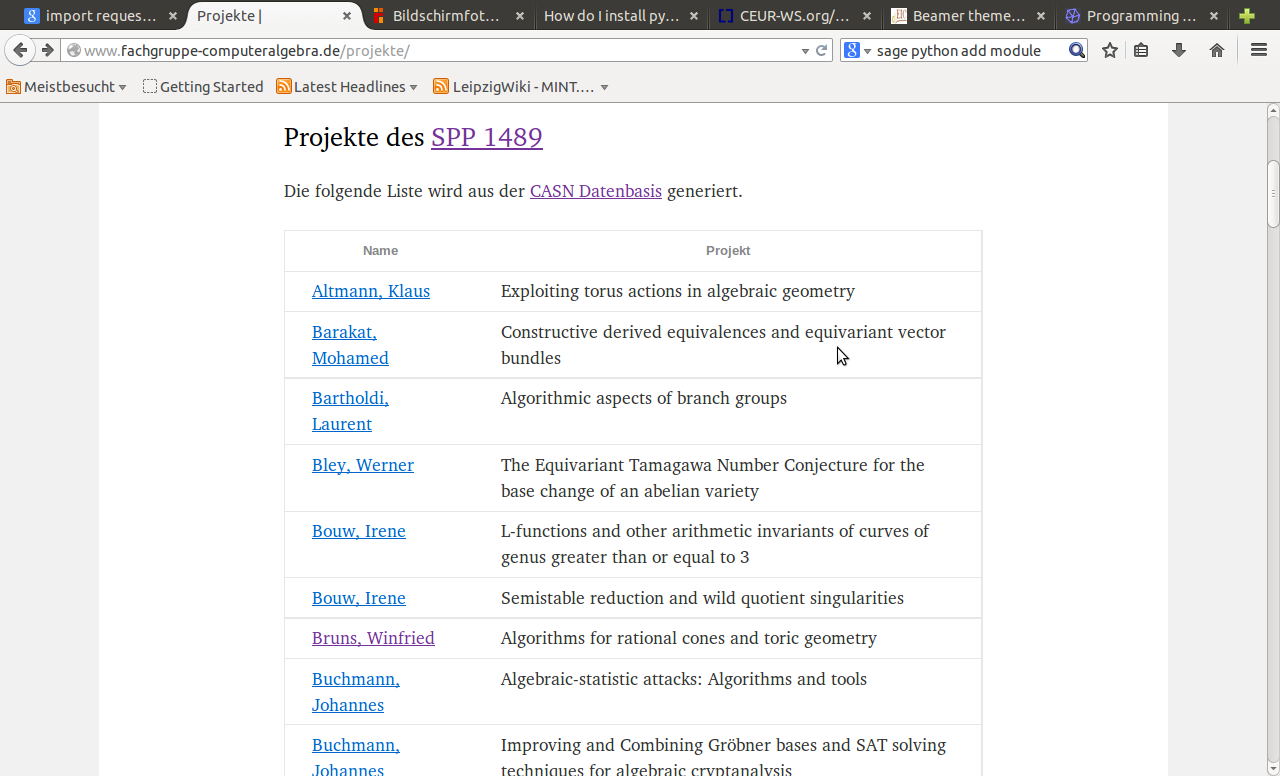 import reques...
Projekte |
Bildschirmfot...
How do I install py...
CEUR-WS.org/...
Beamer theme...
Programming ...
www.fachgruppe-computeralgebra.de/projekte/
sage python add module
Meistbesucht
Getting Started
Latest Headlines
LeipzigWiki - MINT....
Projekte des SPP 1489
Die folgende Liste wird aus der CASN Datenbasis generiert.
Name Projekt
Altmann, Klaus Exploiting torus actions in algebraic geometry
Barakat, Constructive derived equivalences and equivariant vector
Mohamed bundles
Bartholdi, Algorithmic aspects of branch groups
Laurent
Bley, Werner The Equivariant Tamagawa Number Conjecture for the
base change of an abelian variety
Bouw, Irene L-functions and other arithmetic invariants of curves of
genus greater than or equal to 3
Bouw, Irene Semistable reduction and wild quotient singularities
Bruns, Winfried Algorithms for rational cones and toric geometry
Buchmann, Algebraic-statistic attacks: Algorithms and tools
Johannes
Buchmann, Improving and Combining Gröbner bases and SAT solving
Johannes techniques for algebraic cryptanalysis